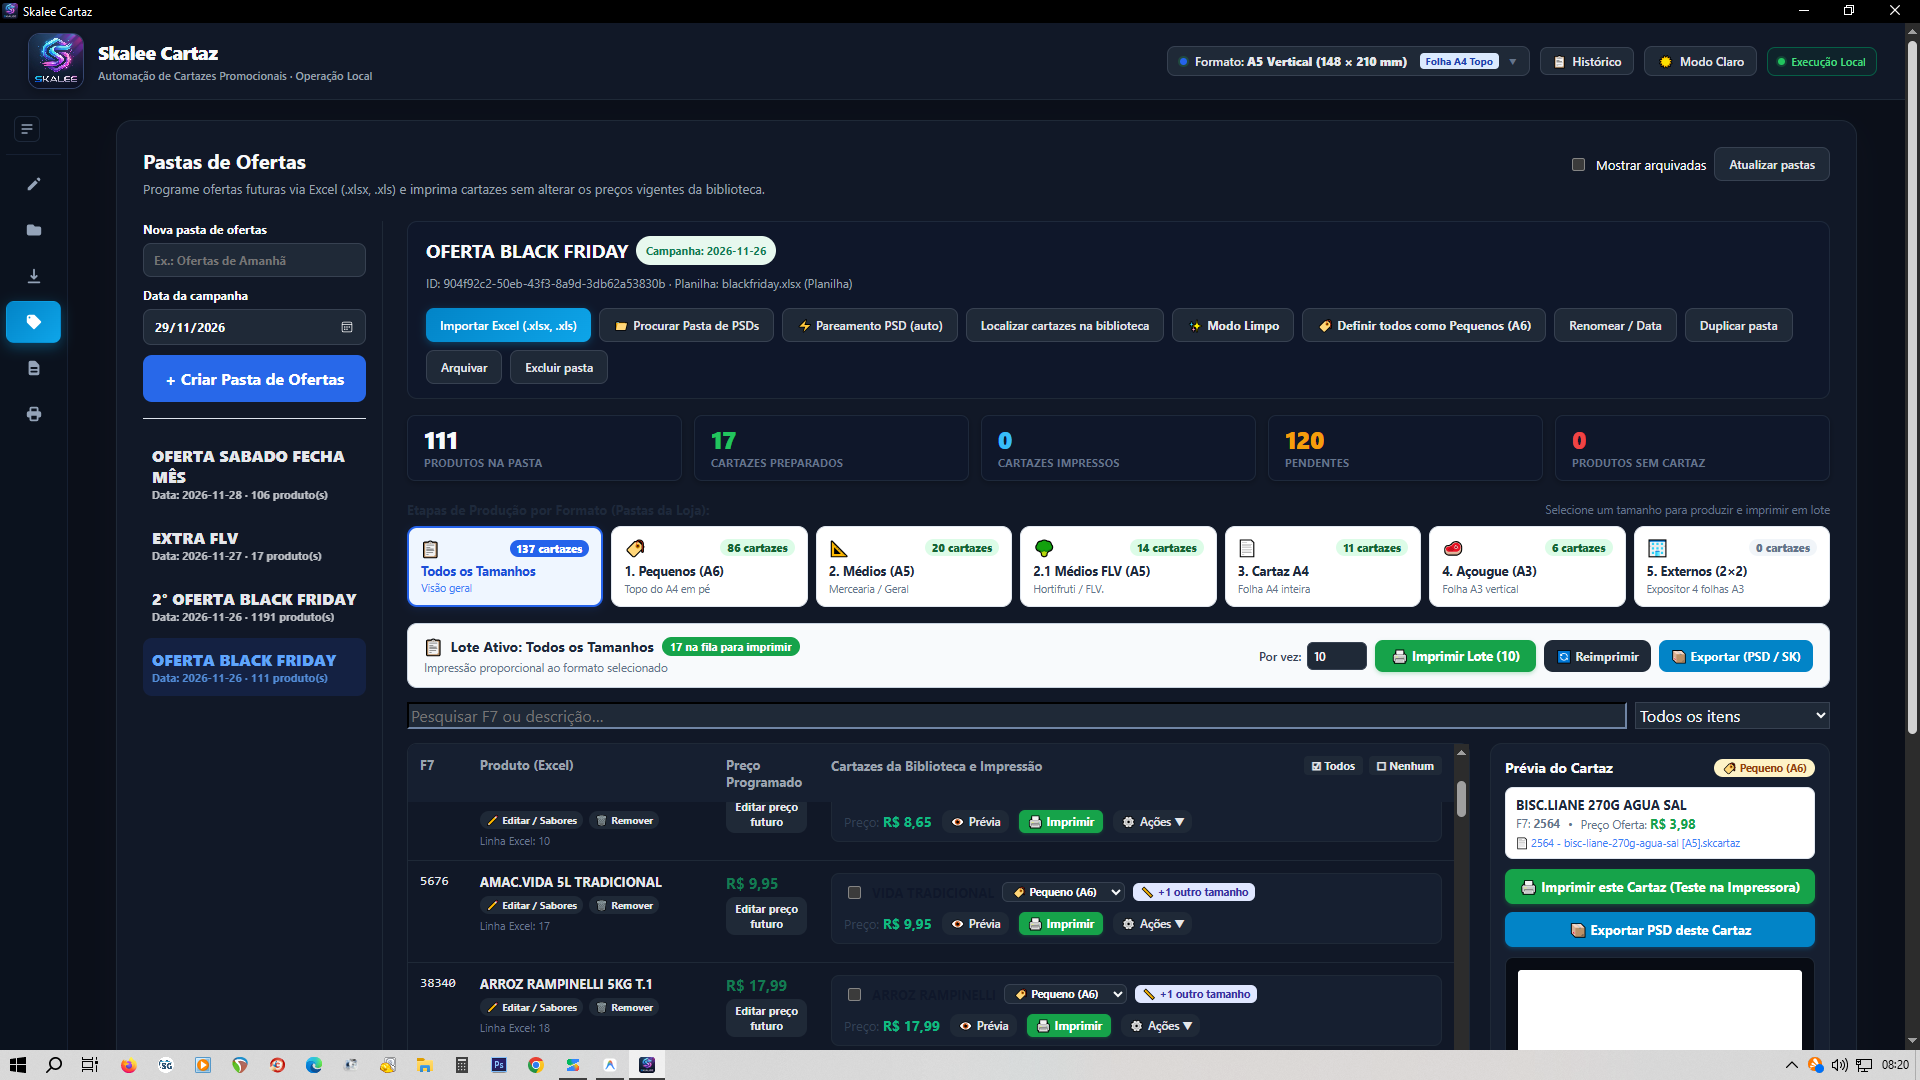 Skalee Cartaz
SKALEE
Skalee Cartaz
Automação de Cartazes Promocionais · Operação Local
Formato: A5 Vertical (148 × 210 mm) Folha A4 Topo ▼
Histórico
Modo Claro
Execução Local
Pastas de Ofertas
Programe ofertas futuras via Excel (.xlsx, .xls) e imprima cartazes sem alterar os preços vigentes da biblioteca.
Mostrar arquivadas
Atualizar pastas
Nova pasta de ofertas
Ex.: Ofertas de Amanhã
Data da campanha
29/11/2026
+ Criar Pasta de Ofertas
OFERTA SABADO FECHA
MÊS
Data: 2026-11-28 · 106 produto(s)
EXTRA FLV
Data: 2026-11-27 · 17 produto(s)
2° OFERTA BLACK FRIDAY
Data: 2026-11-26 · 1191 produto(s)
OFERTA BLACK FRIDAY
Data: 2026-11-26 · 111 produto(s)
OFERTA BLACK FRIDAY Campanha: 2026-11-26
ID: 904f92c2-50eb-43f3-8a9d-3db62a53830b · Planilha: blackfriday.xlsx (Planilha)
Importar Excel (.xlsx, .xls)
Procurar Pasta de PSDs
Pareamento PSD (auto)
Localizar cartazes na biblioteca
Modo Limpo
Definir todos como Pequenos (A6)
Renomear / Data
Duplicar pasta
Arquivar
Excluir pasta
111
PRODUTOS NA PASTA
17
CARTAZES PREPARADOS
0
CARTAZES IMPRESSOS
120
PENDENTES
0
PRODUTOS SEM CARTAZ
Etapas de Produção por Formato (Pastas da Loja):
Selecione um tamanho para produzir e imprimir em lote
137 cartazes
Todos os Tamanhos
Visão geral
86 cartazes
1. Pequenos (A6)
Topo do A4 em pé
20 cartazes
2. Médios (A5)
Mercearia / Geral
14 cartazes
2.1 Médios FLV (A5)
Hortifruti / FLV.
11 cartazes
3. Cartaz A4
Folha A4 inteira
6 cartazes
4. Açougue (A3)
Folha A3 vertical
0 cartazes
5. Externos (2×2)
Expositor 4 folhas A3
Lote Ativo: Todos os Tamanhos 17 na fila para imprimir
Impressão proporcional ao formato selecionado
Por vez: 10
Imprimir Lote (10)
Reimprimir
Exportar (PSD / SK)
Pesquisar F7 ou descrição...
Todos os itens
F7
Produto (Excel)
Preço
Programado
Cartazes da Biblioteca e Impressão
Todos
Nenhum
Editar / Sabores
Remover
Linha Excel: 10
Editar preço
futuro
Preço: R$ 8,65
Prévia
Imprimir
Ações ▼
5676
AMAC.VIDA 5L TRADICIONAL
Editar / Sabores
Remover
Linha Excel: 17
R$ 9,95
Editar preço
futuro
VIDA TRADICIONAL
Pequeno (A6)
+1 outro tamanho
Preço: R$ 9,95
Prévia
Imprimir
Ações ▼
38340
ARROZ RAMPINELLI 5KG T.1
Editar / Sabores
Remover
Linha Excel: 18
R$ 17,99
Editar preço
futuro
ARROZ RAMPINELLI
Pequeno (A6)
+1 outro tamanho
Preço: R$ 17,99
Prévia
Imprimir
Ações ▼
Prévia do Cartaz
Pequeno (A6)
BISC.LIANE 270G AGUA SAL
F7: 2564 • Preço Oferta: R$ 3,98
2564 - bisc-liane-270g-agua-sal [A5].skcartaz
Imprimir este Cartaz (Teste na Impressora)
Exportar PSD deste Cartaz
SG
Ps
08:20